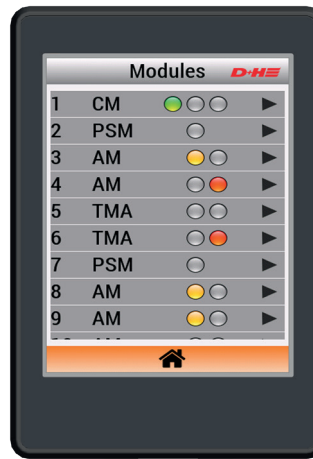 Modules D+H
1 CM
2 PSM
3 AM
4 AM
5 TMA
6 TMA
7 PSM
8 AM
9 AM